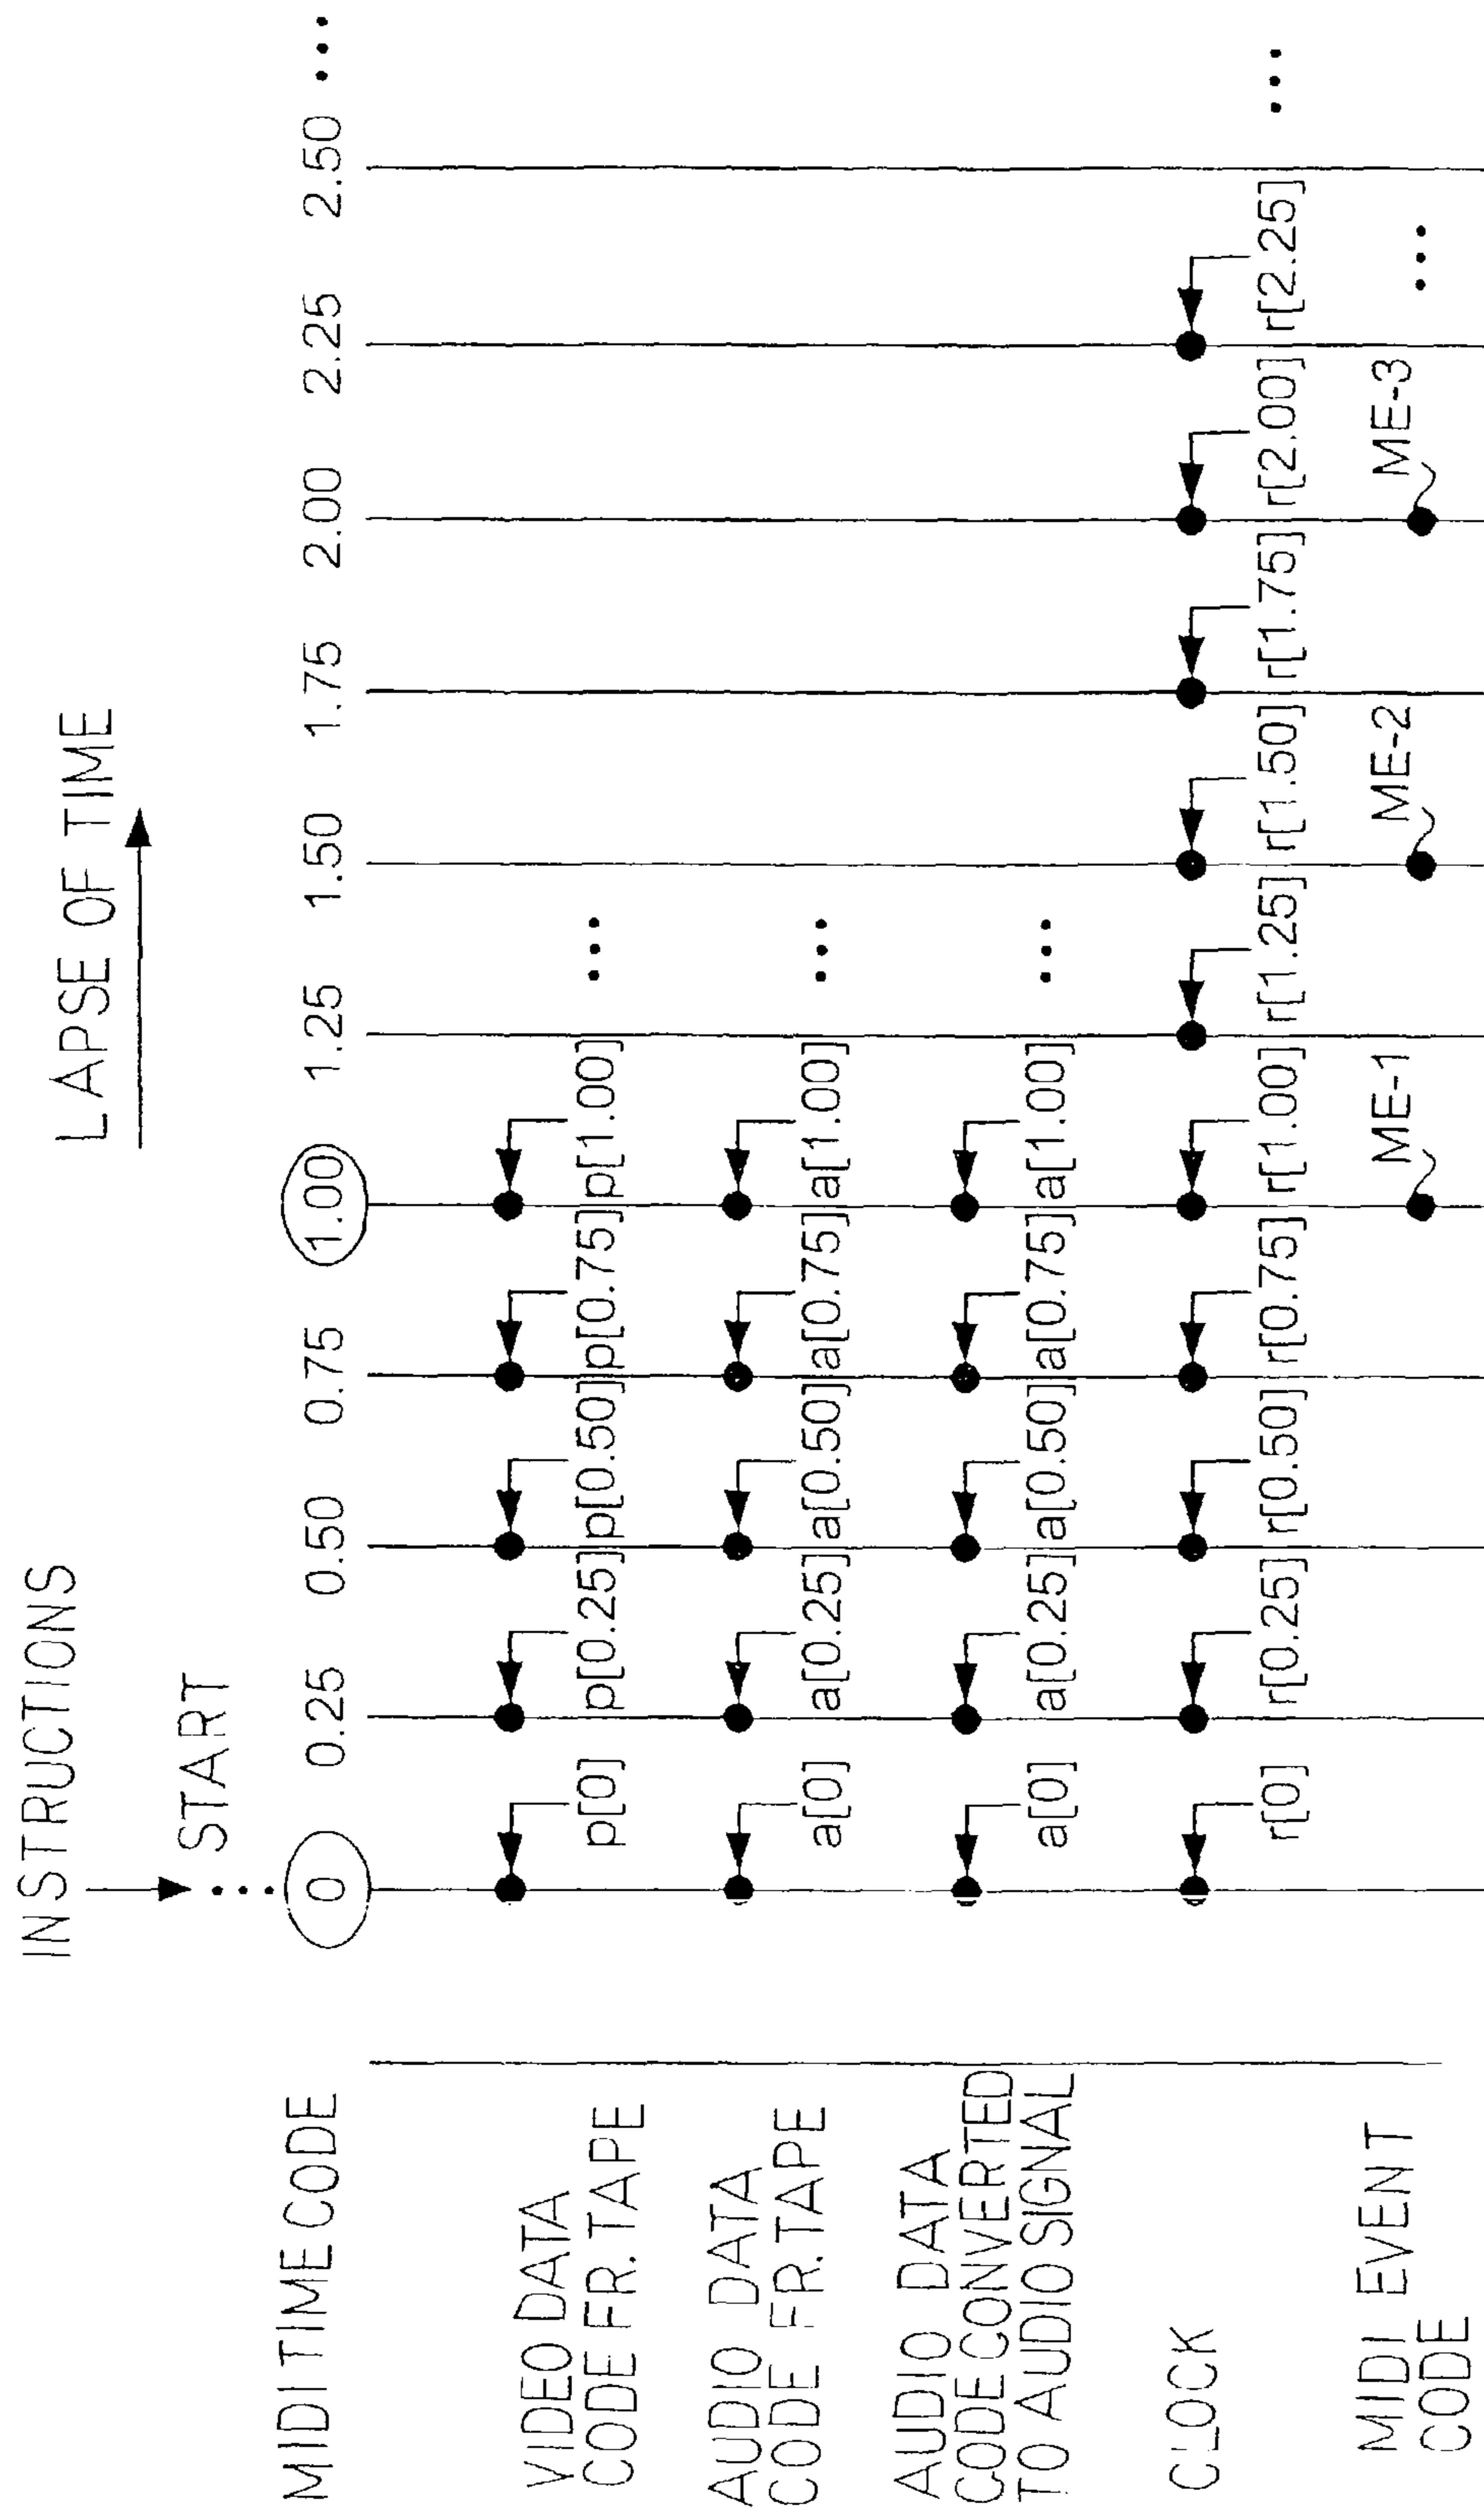 INSTRUCTIONS
LAPSE OF TIME
START
MIDI TIME CODE 0 0.25 0.50 0.75 1.00 1.25 1.50 1.75 2.00 2.25 2.50 ...
VIDEO DATA
CODE FR. TAPE p[0] p[0.25] p[0.50] p[0.75] p[1.00] ...
AUDIO DATA
CODE FR. TAPE a[0] a[0.25] a[0.50] a[0.75] a[1.00] ...
AUDIO DATA
CODE CONVERTED
TO AUDIO SIGNAL a[0] a[0.25] a[0.50] a[0.75] a[1.00] ...
CLOCK r[0] r[0.25] r[0.50] r[0.75] r[1.00] r[1.25] r[1.50] r[1.75] r[2.00] r[2.25] ...
MIDI EVENT
CODE ME-1 ME-2 ME-3 ...